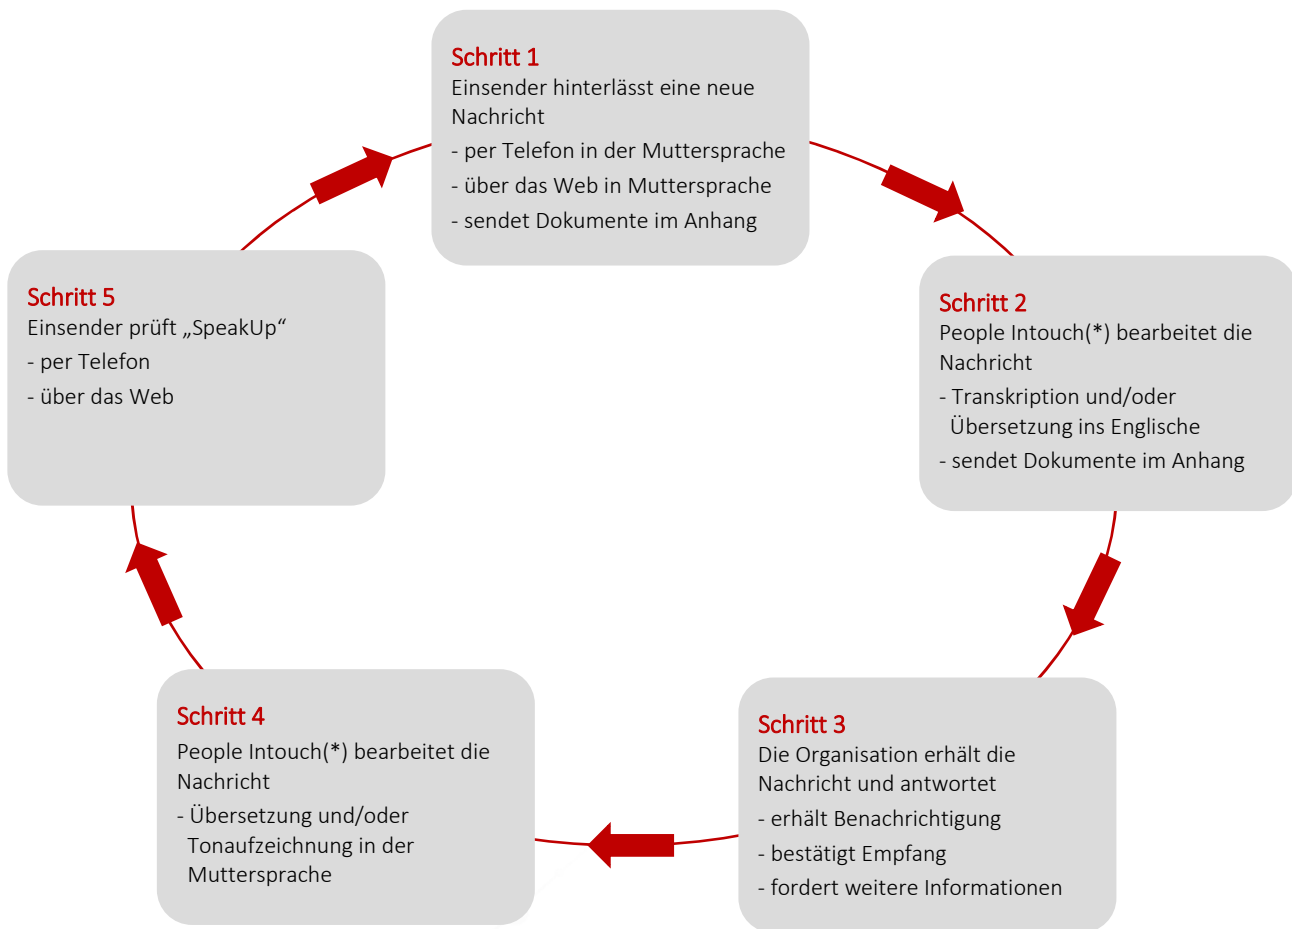 Schritt 1
Einsender hinterlässt eine neue
Nachricht
- per Telefon in der Muttersprache
- über das Web in Muttersprache
- sendet Dokumente im Anhang
Schritt 2
People Intouch(*) bearbeitet die
Nachricht
- Transkription und/oder
Übersetzung ins Englische
- sendet Dokumente im Anhang
Schritt 3
Die Organisation erhält die
Nachricht und antwortet
- erhält Benachrichtigung
- bestätigt Empfang
- fordert weitere Informationen
Schritt 4
People Intouch(*) bearbeitet die
Nachricht
- Übersetzung und/oder
Tonaufzeichnung in der
Muttersprache
Schritt 5
Einsender prüft „SpeakUp“
- per Telefon
- über das Web